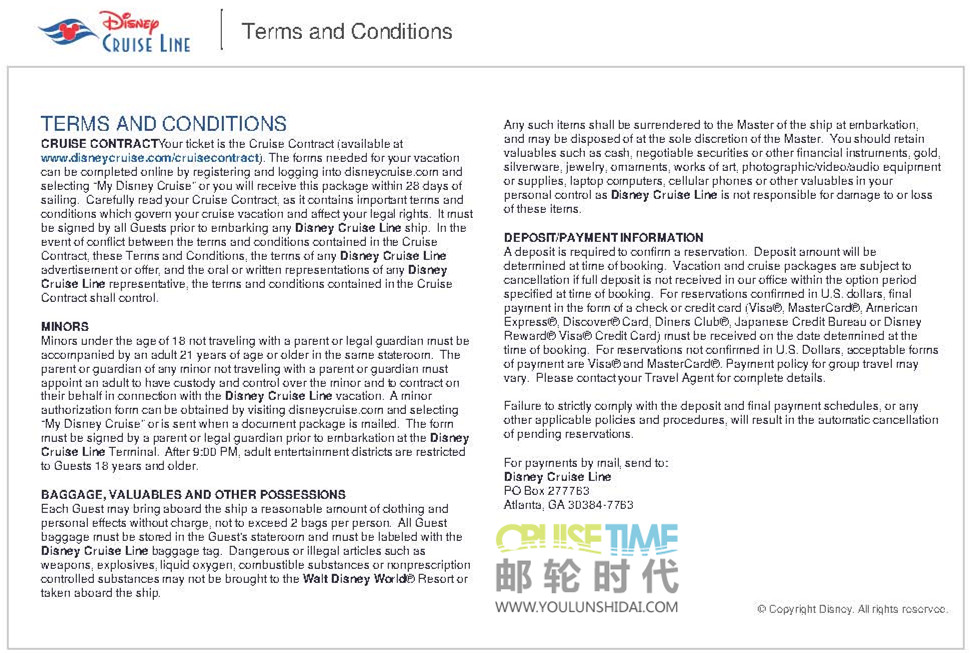 Disney
CRUISE LINE
Terms and Conditions
TERMS AND CONDITIONS
CRUISE CONTRACTYour ticket is the Cruise Contract (available at
www.disneycruise.com/cruisecontract). The forms needed for your vacation
can be completed online by registering and logging into disneycruise.com and
selecting "My Disney Cruise" or you will receive this package within 28 days of
sailing. Carefully read your Cruise Contract, as it contains important terms and
conditions which govern your cruise vacation and affect your legal rights. It must
be signed by all Guests prior to embarking any Disney Cruise Line ship. In the
event of conflict between the terms and conditions contained in the Cruise
Contract, these Terms and Conditions, the terms of any Disney Cruise Line
advertisement or offer, and the oral or written representations of any Disney
Cruise Line representative, the terms and conditions contained in the Cruise
Contract shall control.
MINORS
Minors under the age of 18 not traveling with a parent or legal guardian must be
accompanied by an adult 21 years of age or older in the same stateroom. The
parent or guardian of any minor not traveling with a parent or guardian must
appoint an adult to have custody and control over the minor and to contract on
their behalf in connection with the Disney Cruise Line vacation. A minor
authorization form can be obtained by visiting disneycruise.com and selecting
"My Disney Cruise" or is sent when a document package is mailed. The form
must be signed by a parent or legal guardian prior to embarkation at the Disney
Cruise Line Terminal. After 9:00 PM, adult entertainment districts are restricted
to Guests 18 years and older.
BAGGAGE, VALUABLES AND OTHER POSSESSIONS
Each Guest may bring aboard the ship a reasonable amount of clothing and
personal effects without charge, not to exceed 2 bags per person. All Guest
baggage must be stored in the Guest's stateroom and must be labeled with the
Disney Cruise Line baggage tag. Dangerous or illegal articles such as
weapons, explosives, liquid oxygen, combustible substances or nonprescription
controlled substances may not be brought to the Walt Disney World® Resort or
taken aboard the ship.
Any such items shall be surrendered to the Master of the ship at embarkation,
and may be disposed of at the sole discretion of the Master. You should retain
valuables such as cash, negotiable securities or other financial instruments, gold,
silverware, jewelry, ornaments, works of art, photographic/video/audio equipment
or supplies, laptop computers, cellular phones or other valuables in your
personal control as Disney Cruise Line is not responsible for damage to or loss
of these items.
DEPOSIT/PAYMENT INFORMATION
A deposit is required to confirm a reservation. Deposit amount will be
determined at time of booking. Vacation and cruise packages are subject to
cancellation if full deposit is not received in our office within the option period
specified at time of booking. For reservations confirmed in U.S. dollars, final
payment in the form of a check or credit card (Visa®, MasterCard®, American
Express®, Discover® Card, Diners Club®, Japanese Credit Bureau or Disney
Reward® Visa® Credit Card) must be received on the date determined at the
time of booking. For reservations not confirmed in U.S. Dollars, acceptable forms
of payment are Visa® and MasterCard®. Payment policy for group travel may
vary. Please contact your Travel Agent for complete details.
Failure to strictly comply with the deposit and final payment schedules, or any
other applicable policies and procedures, will result in the automatic cancellation
of pending reservations.
For payments by mail, send to:
Disney Cruise Line
PO Box 277763
Atlanta, GA 30384-7763
CRUISETIME
邮轮时代
WWW.YOULUNSHIDAI.COM
© Copyright Disney. All rights reserved.